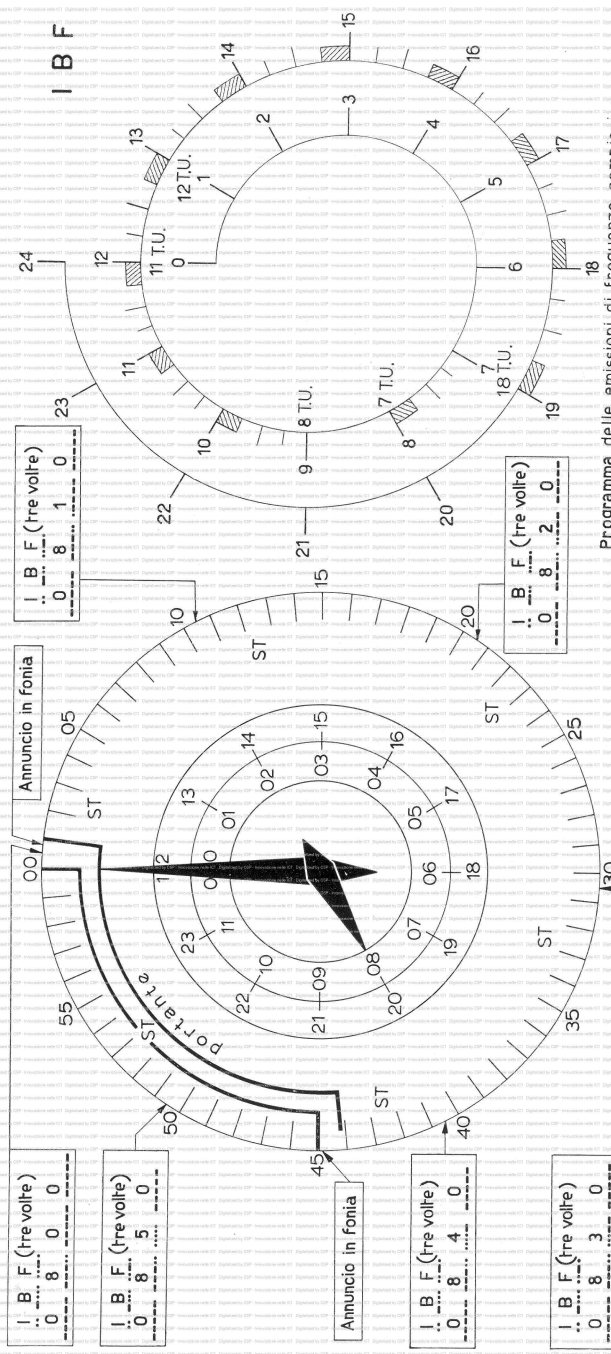 I B F
I B F (tre volte)
0 8 0 0
I B F (tre volte)
0 8 5 0
I B F (tre volte)
0 8 4 0
I B F (tre volte)
0 8 3 0
Annuncio in fonia
Annuncio in fonia
I B F (tre volte)
0 8 1 0
I B F (tre volte)
0 8 2 0
00
05
10
15
20
25
30
35
40
45
50
55
ST
ST
ST
ST
ST
ST
portante
12
13
14
15
16
17
18
19
20
21
22
23
01
02
03
04
05
06
07
08
09
10
11
0
1
2
3
4
5
6
7
8
9
10
11
12
13
14
15
16
17
18
19
20
21
22
23
24
7 T.U.
8 T.U.
11 T.U.
12 T.U.
18 T.U.
Programma delle emissioni di frequenze